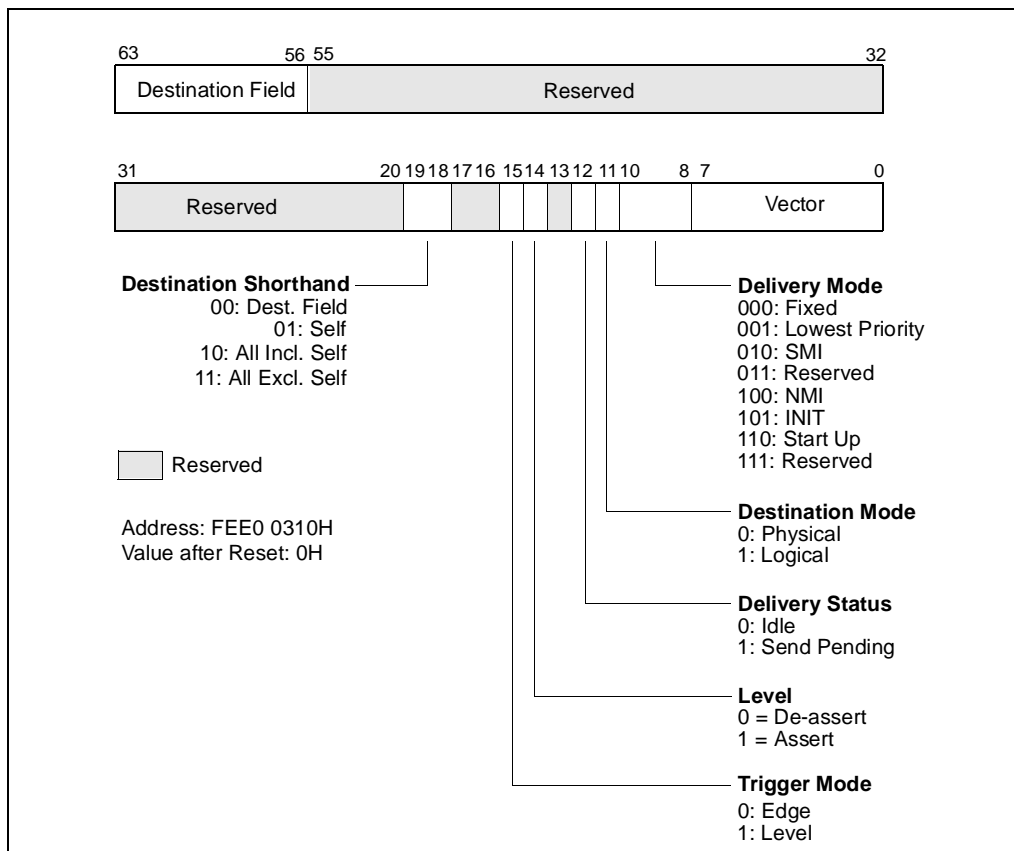 63 56 55 32
Destination Field Reserved
31 20 19 18 17 16 15 14 13 12 11 10 8 7 0
Reserved Vector
Destination Shorthand
00: Dest. Field
01: Self
10: All Incl. Self
11: All Excl. Self
Reserved
Address: FEE0 0310H
Value after Reset: 0H
Delivery Mode
000: Fixed
001: Lowest Priority
010: SMI
011: Reserved
100: NMI
101: INIT
110: Start Up
111: Reserved
Destination Mode
0: Physical
1: Logical
Delivery Status
0: Idle
1: Send Pending
Level
0 = De-assert
1 = Assert
Trigger Mode
0: Edge
1: Level